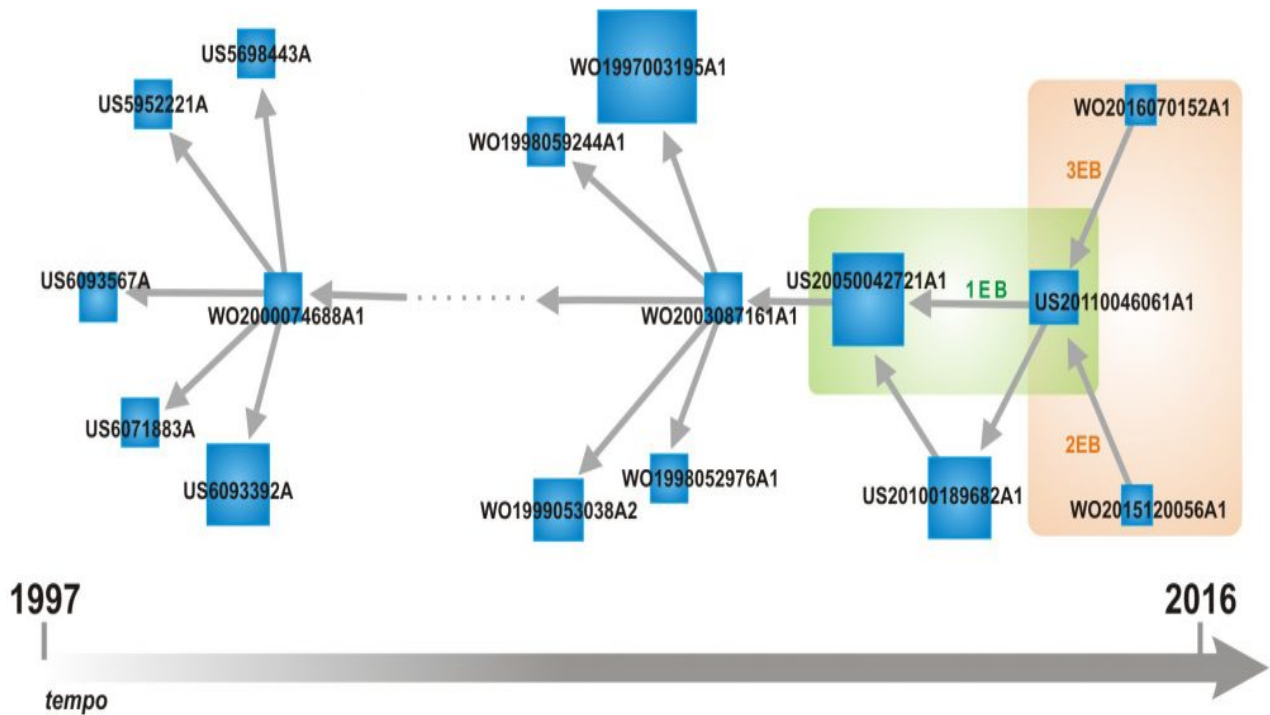 US5698443A
US5952221A
US6093567A
WO2000074688A1
US6071883A
US6093392A
WO1997003195A1
WO1998059244A1
WO2003087161A1
WO1998052976A1
WO1999053038A2
US20050042721A1
1EB
US20110046061A1
US20100189682A1
WO2016070152A1
3EB
2EB
WO2015120056A1
1997
2016
tempo